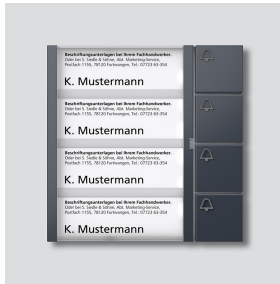 Beschriftungsunterlagen bei Ihrem Fachhandwerker.
Oder bei S. Siedle & Söhne, Abt. Marketing-Service,
Postfach 1155, 78120 Furtwangen, Tel.: 07723 63-354
K. Mustermann
Beschriftungsunterlagen bei Ihrem Fachhandwerker.
Oder bei S. Siedle & Söhne, Abt. Marketing-Service,
Postfach 1155, 78120 Furtwangen, Tel.: 07723 63-354
K. Mustermann
Beschriftungsunterlagen bei Ihrem Fachhandwerker.
Oder bei S. Siedle & Söhne, Abt. Marketing-Service,
Postfach 1155, 78120 Furtwangen, Tel.: 07723 63-354
K. Mustermann
Beschriftungsunterlagen bei Ihrem Fachhandwerker.
Oder bei S. Siedle & Söhne, Abt. Marketing-Service,
Postfach 1155, 78120 Furtwangen, Tel.: 07723 63-354
K. Mustermann